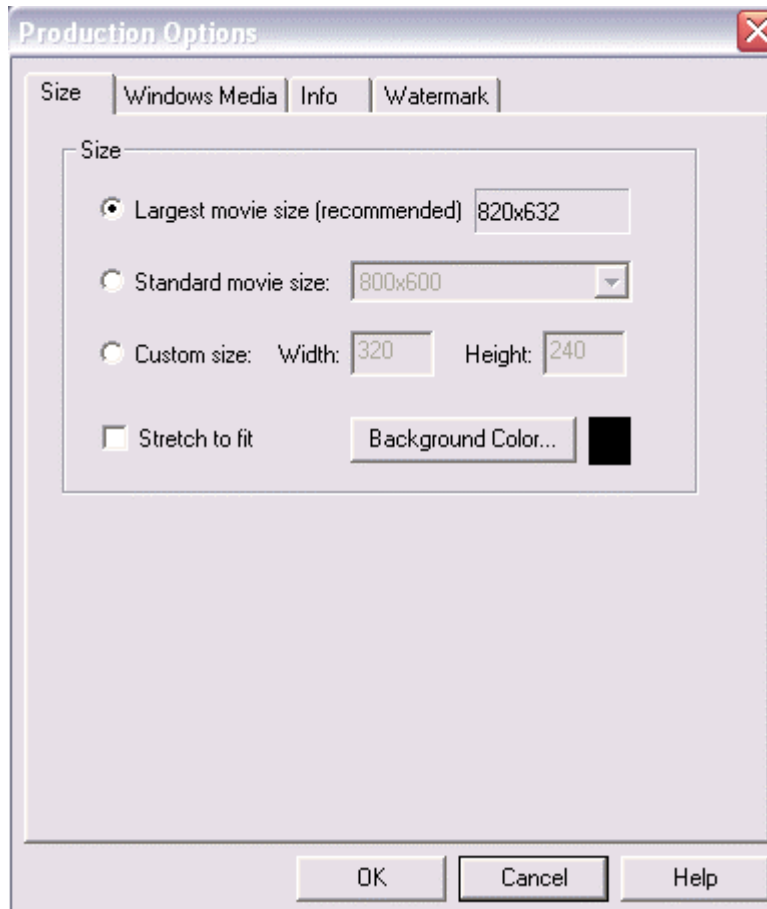 Production Options
Size Windows Media Info Watermark
Size
Largest movie size (recommended) 820x632
Standard movie size: 800x600
Custom size: Width: 320 Height: 240
Stretch to fit Background Color...
OK Cancel Help